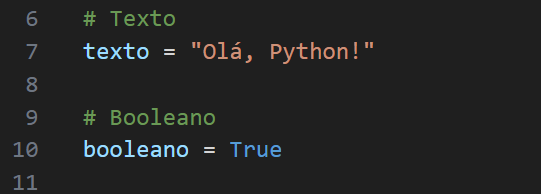 6 # Texto
7 texto = "Olá, Python!"
8
9 # Booleano
10 booleano = True
11